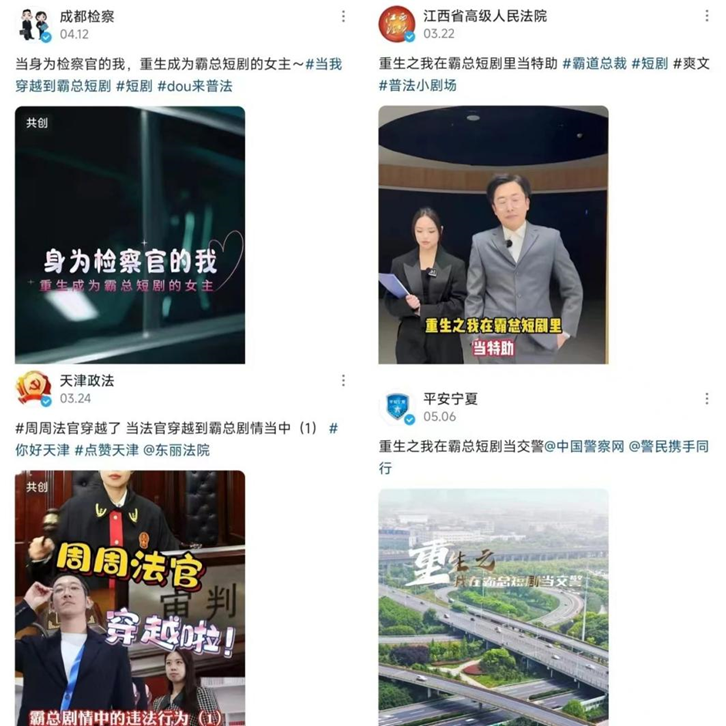 成都检察
04.12
当身为检察官的我，重生成为霸总短剧的女主～#当我
穿越到霸总短剧 #短剧 #dou来普法
共创
身为检察官的我
重生成为霸总短剧的女主
江西省高级人民法院
03.22
重生之我在霸总短剧里当特助 #霸道总裁 #短剧 #爽文
#普法小剧场
重生之我在霸总短剧里
当特助
天津政法
03.24
#周周法官穿越了 当法官穿越到霸总剧情当中（1） #
你好天津 #点赞天津 @东丽法院
共创
周周法官
审判
穿越啦！
霸总剧情中的违法行为（1）
平安宁夏
05.06
重生之我在霸总短剧当交警@中国警察网 @警民携手同
行
重生之
我在霸总短剧当交警